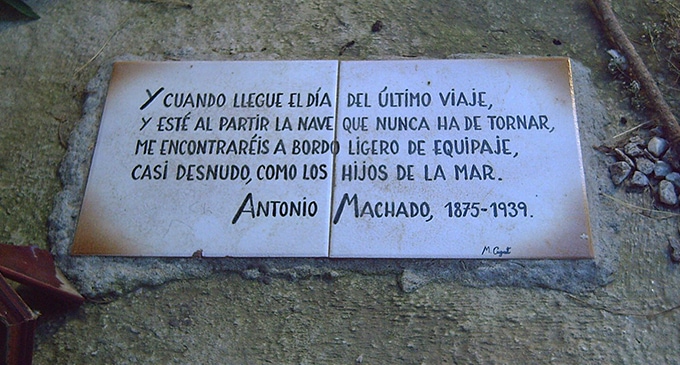 Y CUANDO LLEGUE EL DÍA DEL ÚLTIMO VIAJE,
Y ESTÉ AL PARTIR LA NAVE QUE NUNCA HA DE TORNAR,
ME ENCONTRARÉIS A BORDO LIGERO DE EQUIPAJE,
CASI DESNUDO, COMO LOS HIJOS DE LA MAR.
ANTONIO MACHADO, 1875-1939.